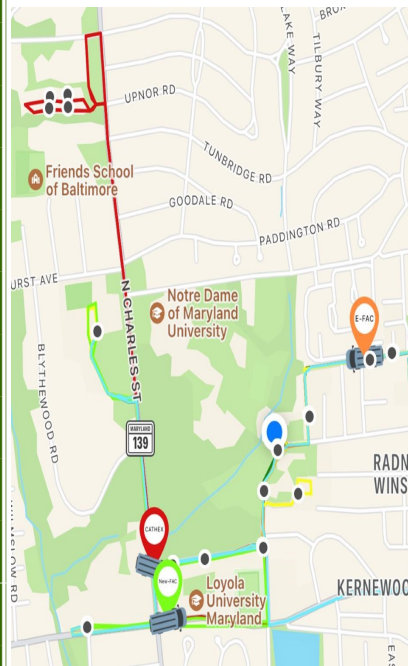 LAKE WAY
TILBURY WAY
UPNOR RD
TUNBRIDGE RD
Friends School
of Baltimore
GOODALE RD
PADDINGTON RD
URST AVE
N CHARLES ST
Notre Dame
of Maryland
University
E-FAC
BLYTHEWOOD RD
MARYLAND
139
RADN
WINS
CATHEX
New-FAC
Loyola
University
Maryland
KERNEWOO